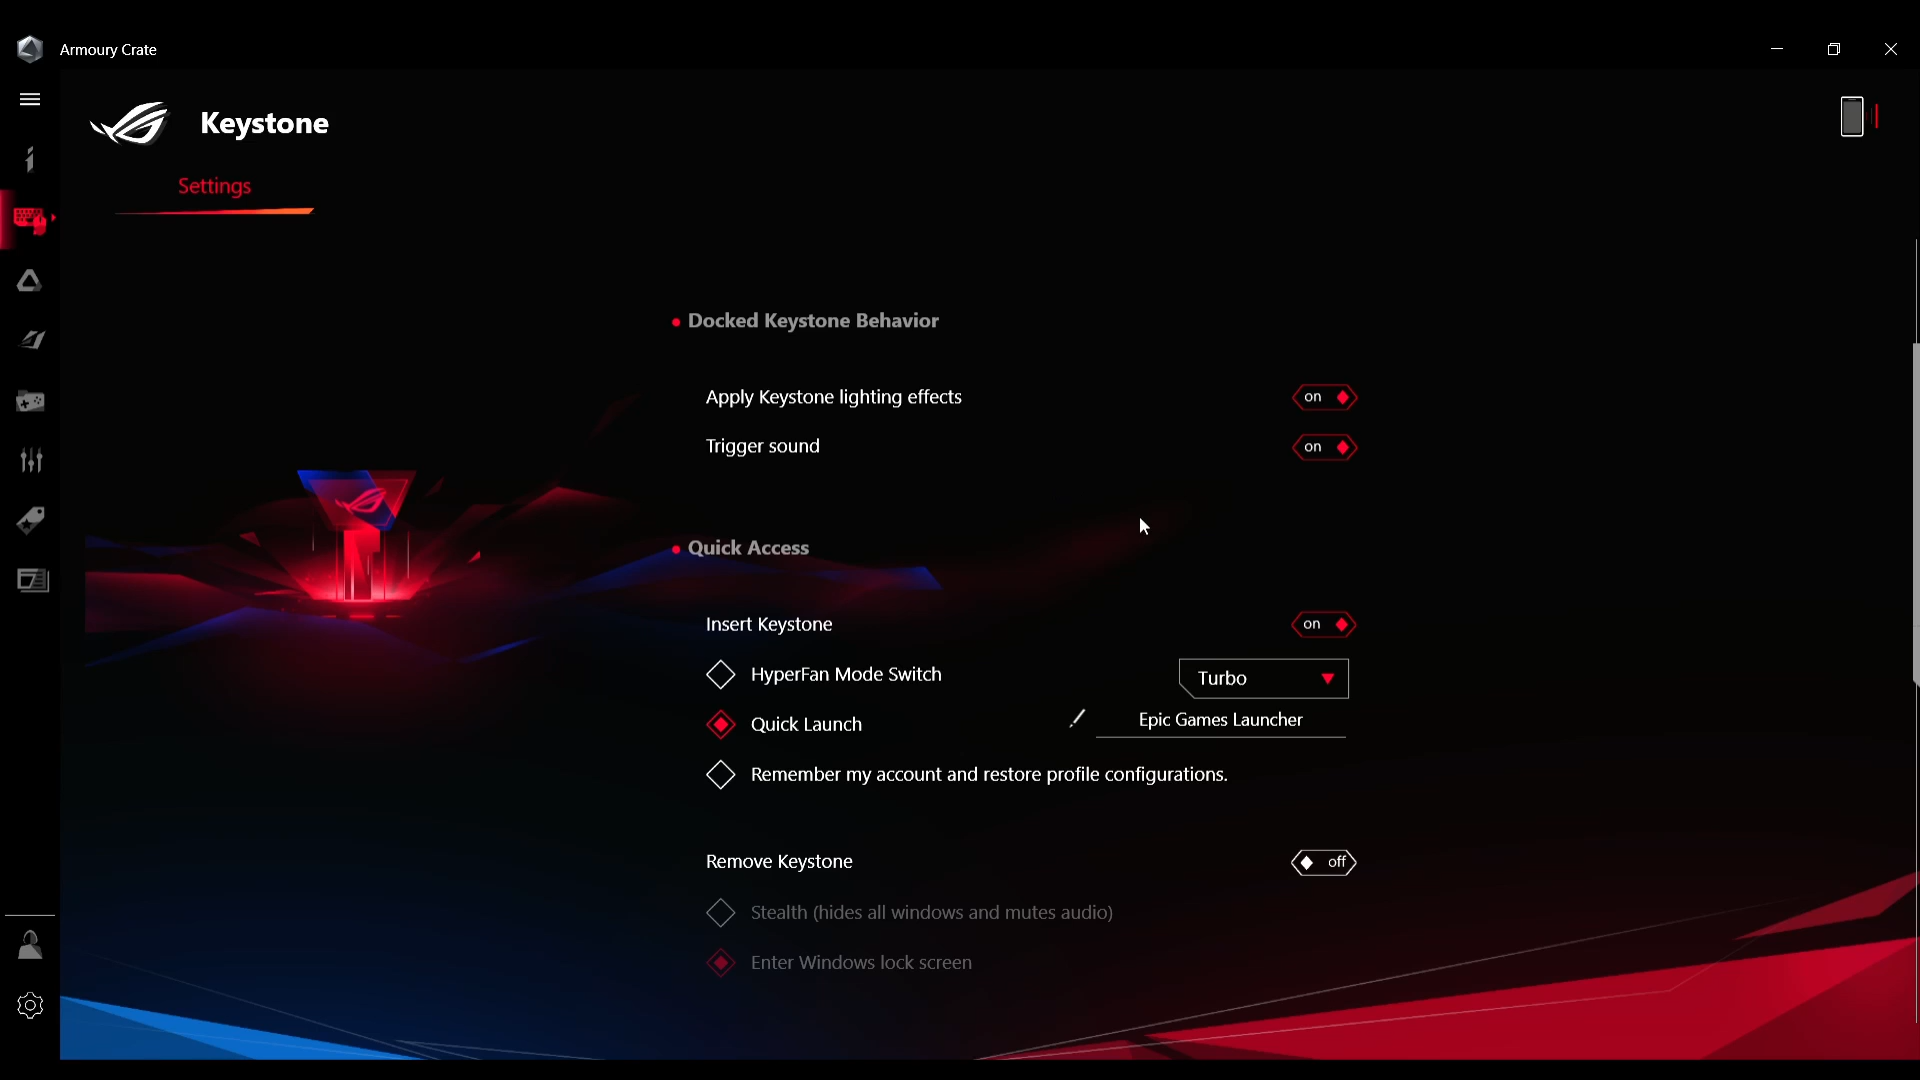 Armoury Crate
Keystone
Settings
Docked Keystone Behavior
Apply Keystone lighting effects on
Trigger sound on
Quick Access
Insert Keystone on
HyperFan Mode Switch Turbo
Quick Launch Epic Games Launcher
Remember my account and restore profile configurations.
Remove Keystone off
Stealth (hides all windows and mutes audio)
Enter Windows lock screen